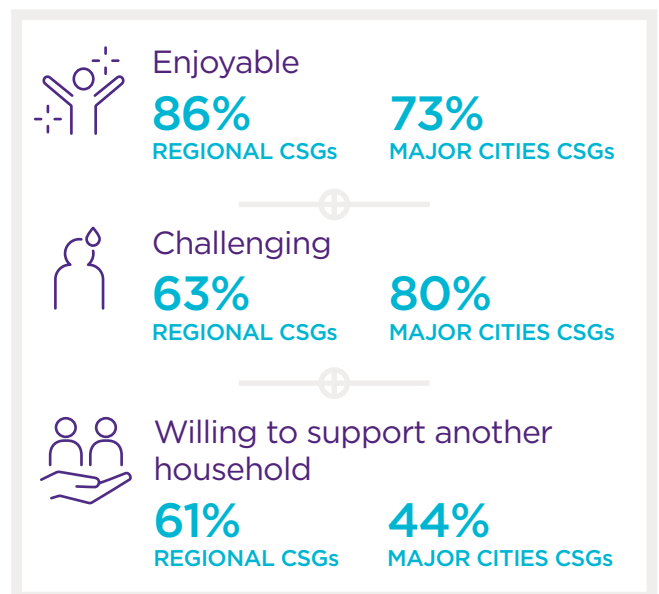 Enjoyable
86% 73%
REGIONAL CSGs MAJOR CITIES CSGs
Challenging
63% 80%
REGIONAL CSGs MAJOR CITIES CSGs
Willing to support another
household
61% 44%
REGIONAL CSGs MAJOR CITIES CSGs